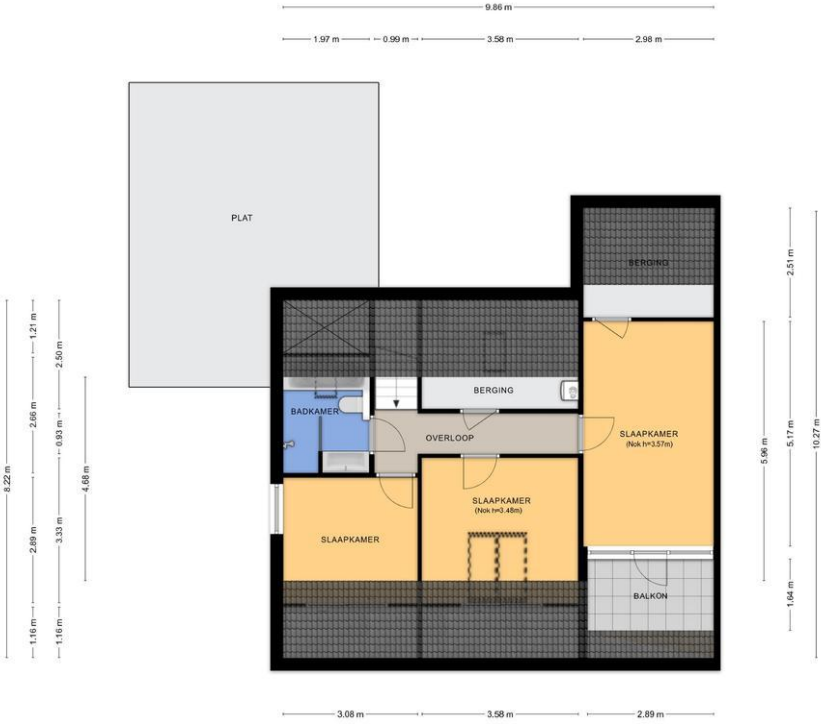 9.86 m
1.97 m
0.99 m
3.58 m
2.98 m
PLAT
BERGING
2.51 m
1.21 m
2.50 m
BERGING
BADKAMER
OVERLOOP
SLAAPKAMER
(Nok h=3.57m)
2.66 m
0.93 m
5.17 m
5.96 m
10.27 m
8.22 m
4.68 m
SLAAPKAMER
(Nok h=3.48m)
SLAAPKAMER
2.89 m
3.33 m
BALKON
1.64 m
1.16 m
1.16 m
3.08 m
3.58 m
2.89 m